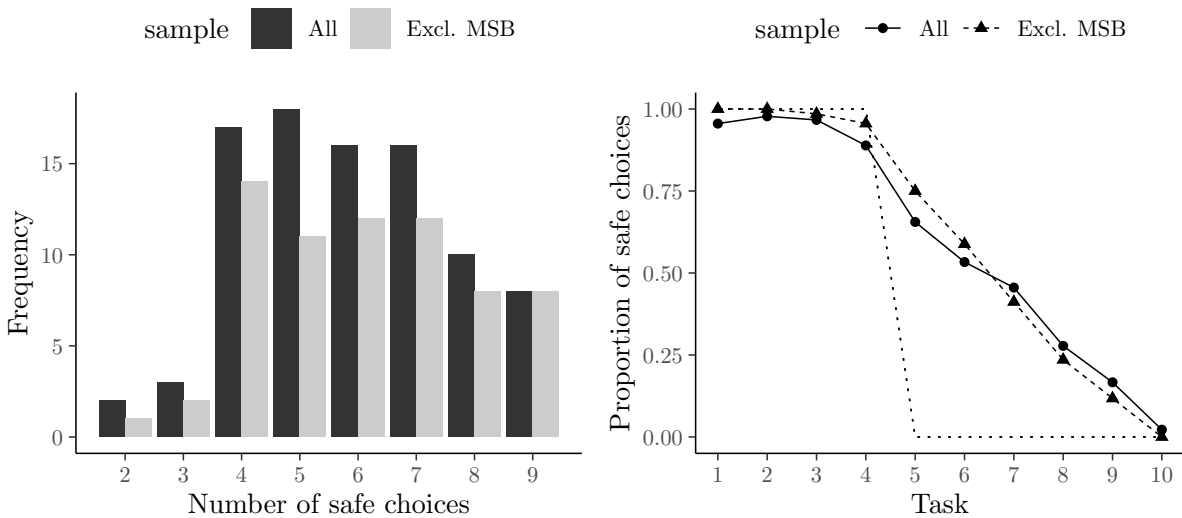 sample All Excl. MSB
Frequency
15
10
5
0
2 3 4 5 6 7 8 9
Number of safe choices
sample All Excl. MSB
Proportion of safe choices
1.00
0.75
0.50
0.25
0.00
1 2 3 4 5 6 7 8 9 10
Task